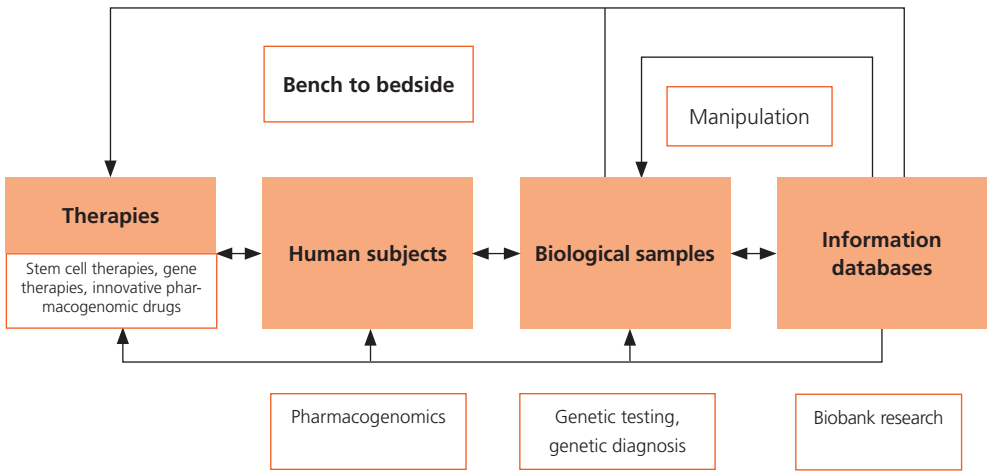 Bench to bedside
Manipulation
Therapies
Stem cell therapies, gene
therapies, innovative phar-
macogenomic drugs
Human subjects
Biological samples
Information
databases
Pharmacogenomics
Genetic testing,
genetic diagnosis
Biobank research